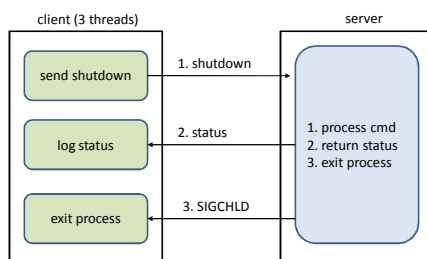 client (3 threads)
server
send shutdown
1. shutdown
log status
2. status
1. process cmd
2. return status
3. exit process
exit process
3. SIGCHLD